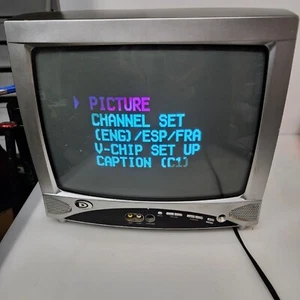 PICTURE
CHANNEL SET
(ENG)/ESP/FRA
V-CHIP SET UP
CAPTION (C1)